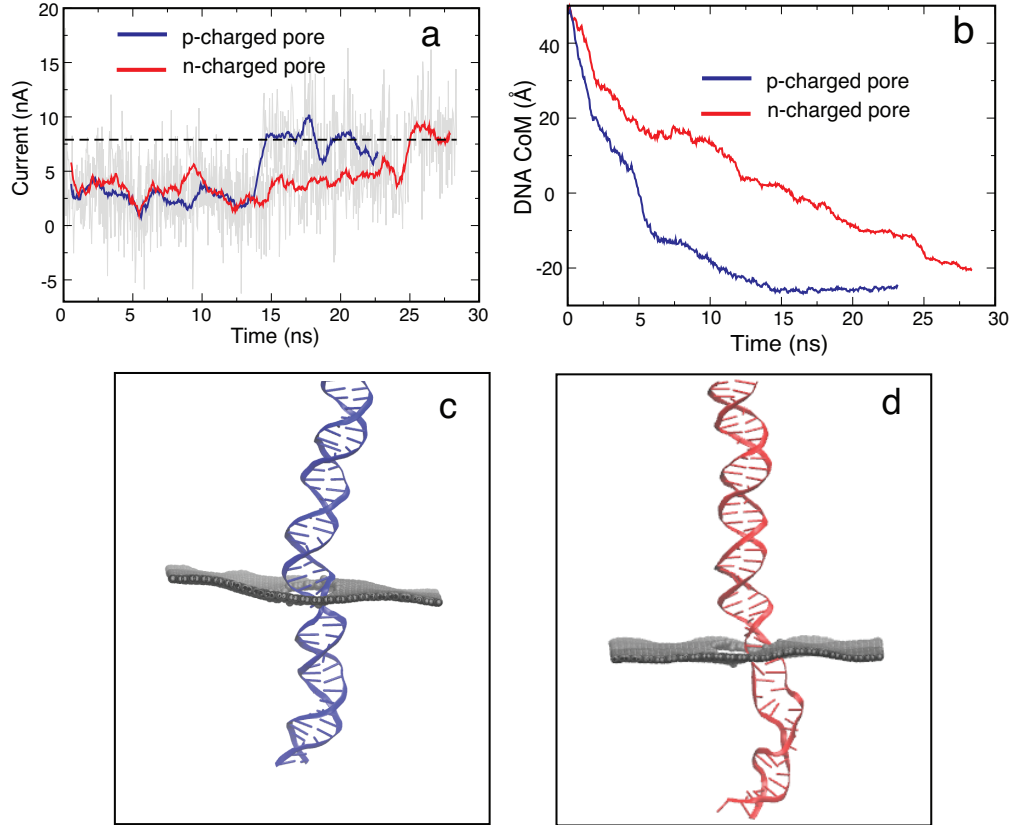 a
p-charged pore
n-charged pore
Current (nA)
20
15
10
5
0
-5
0
5
10
15
20
25
30
Time (ns)
b
p-charged pore
n-charged pore
DNA CoM (Å)
40
20
0
-20
0
5
10
15
20
25
30
Time (ns)
c
d